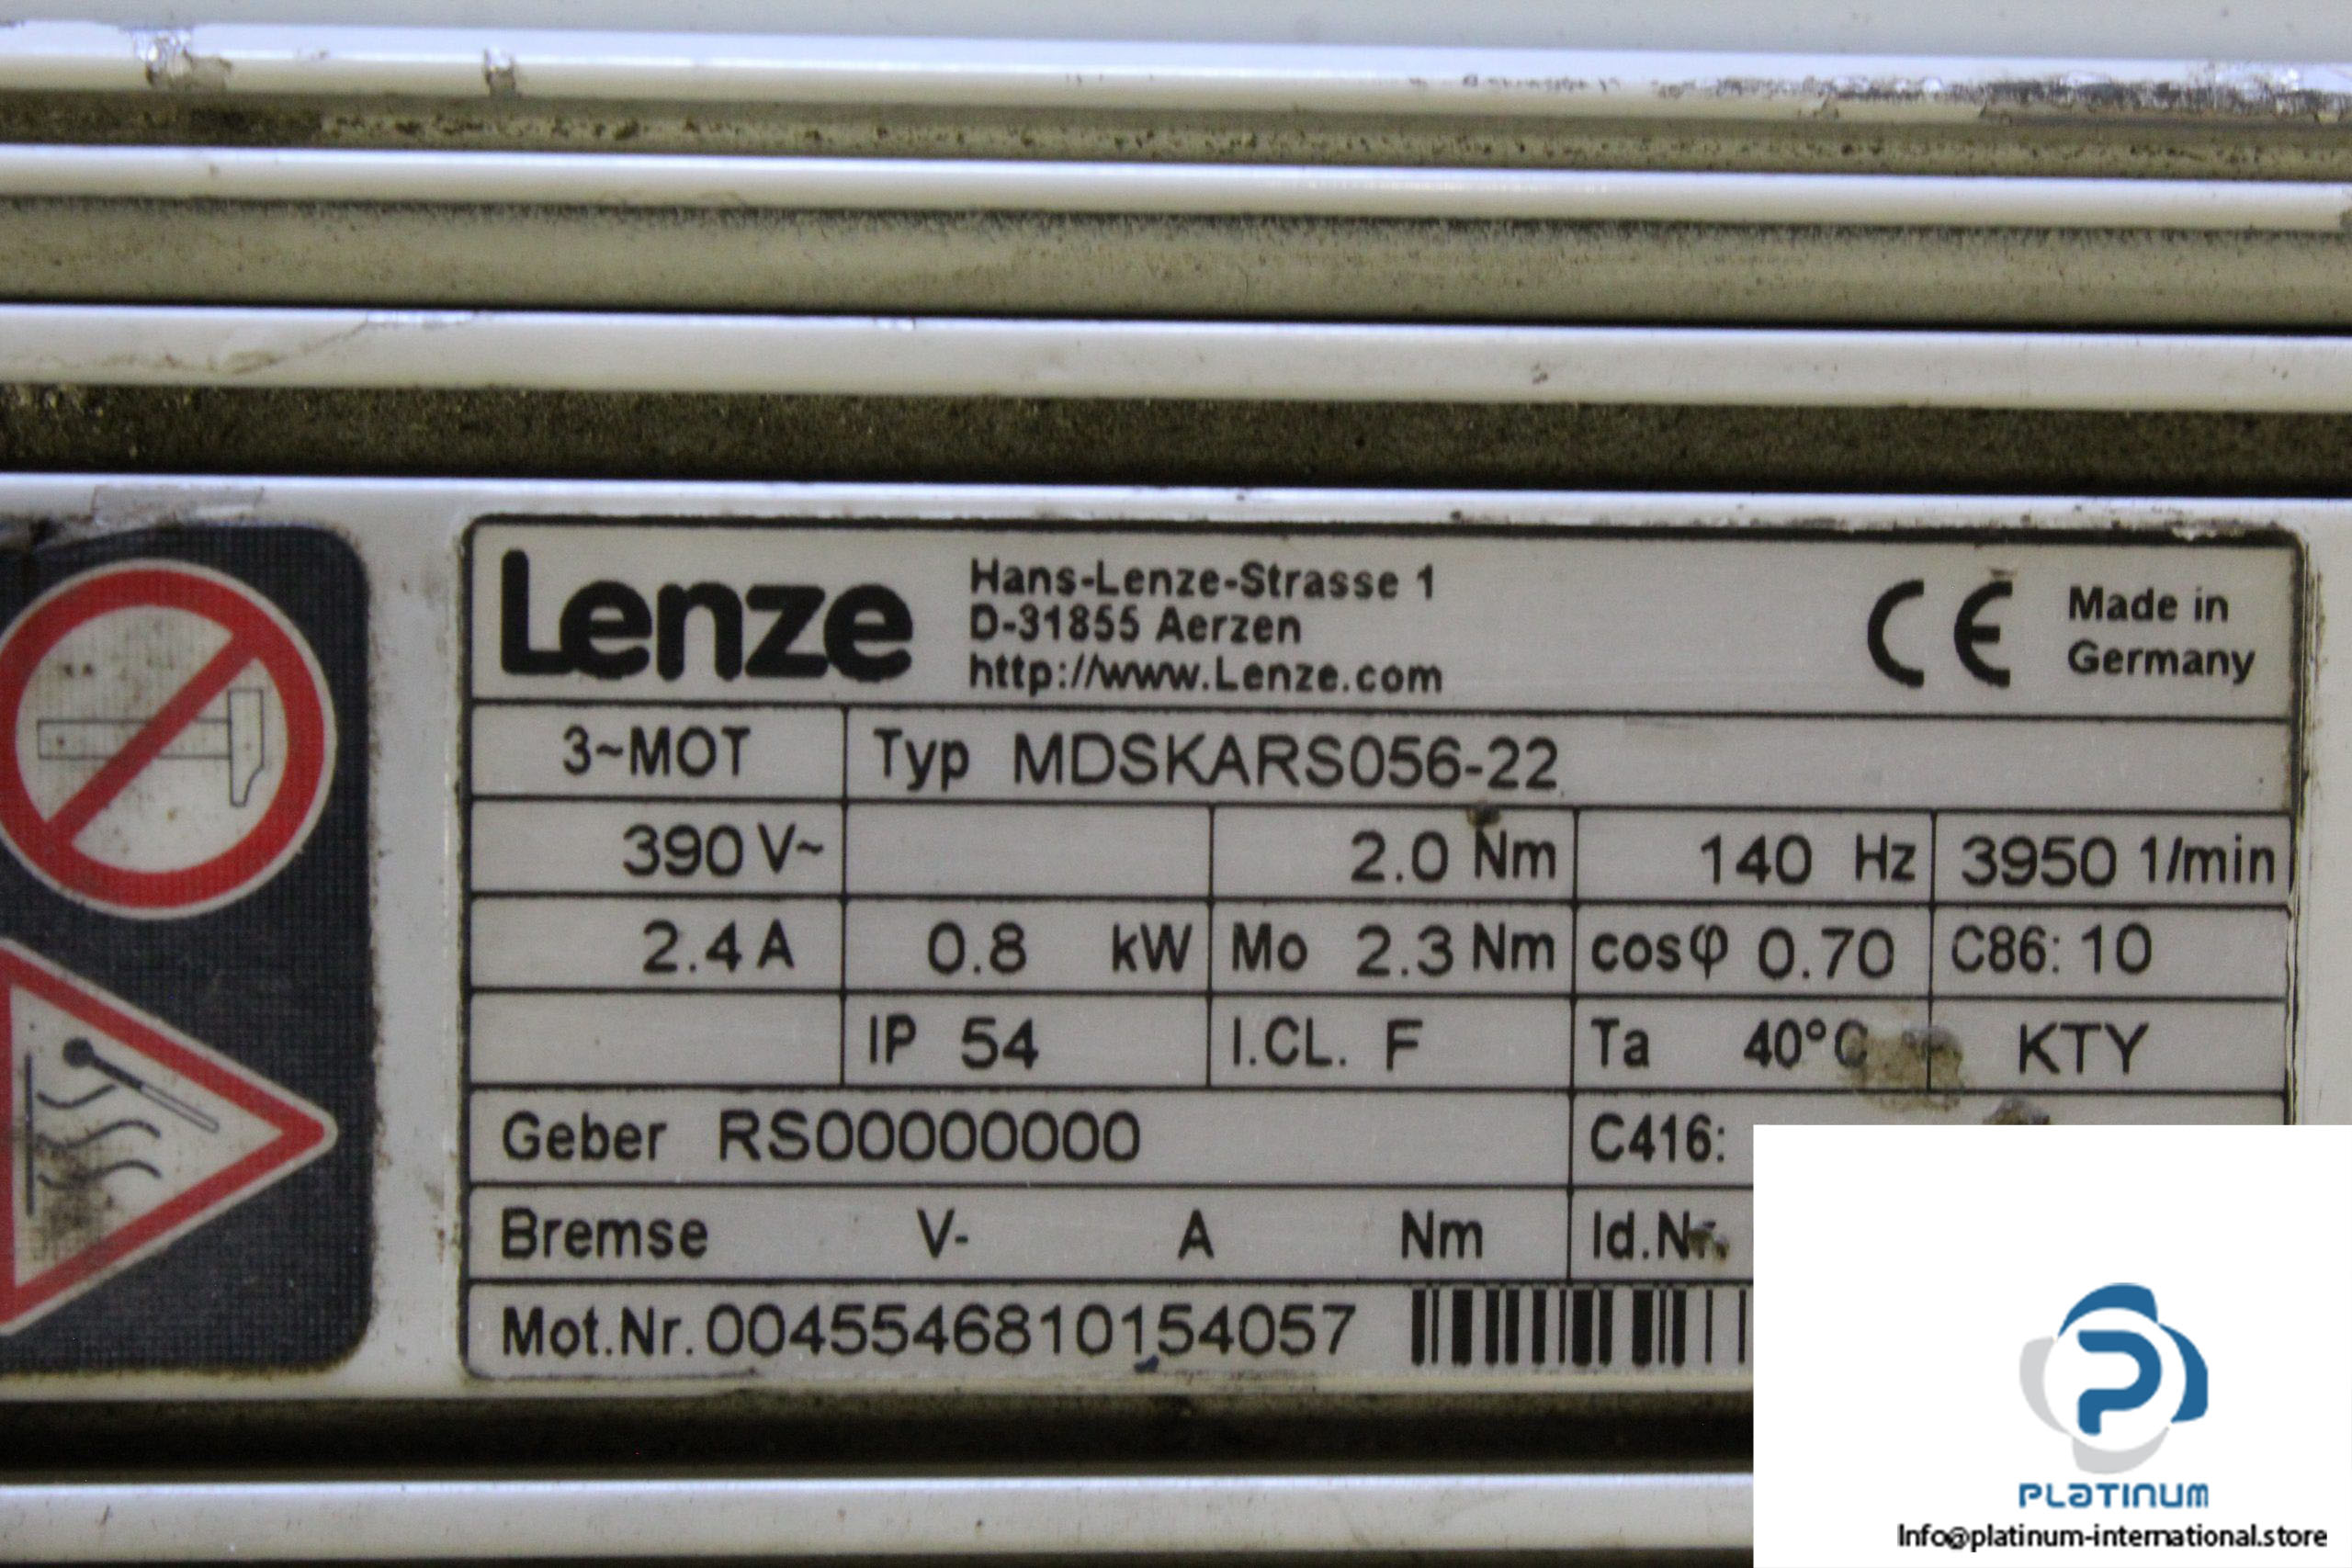 Lenze
Hans-Lenze-Strasse 1
D-31855 Aerzen
http://www.Lenze.com
CE
Made in
Germany
3~MOT Typ MDSKARS056-22
390 V~ 2.0 Nm 140 Hz 3950 1/min
2.4 A 0.8 kW Mo 2.3 Nm cosφ 0.70 C86: 10
IP 54 I.CL. F Ta 40°C KTY
Geber RS00000000 C416:
Bremse V- A Nm Id.Nr.
Mot.Nr. 0045546810154057
P
PLATINUM
Info@platinum-international.store